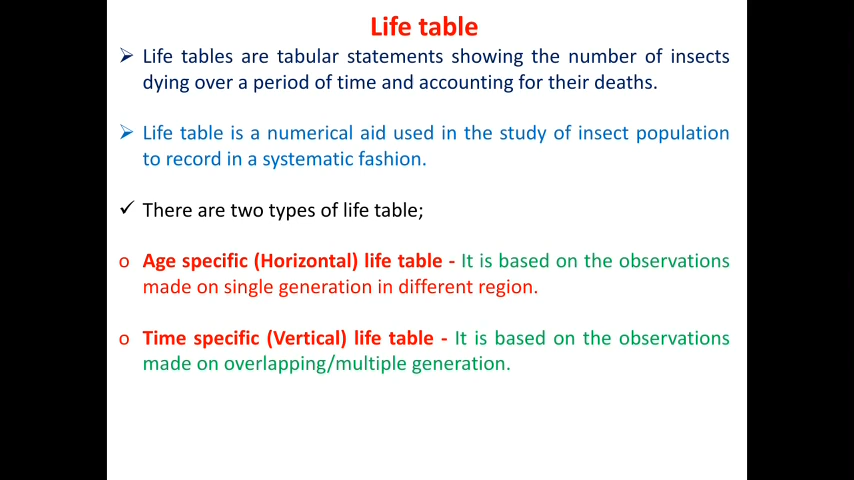 Life table
➢ Life tables are tabular statements showing the number of insects
dying over a period of time and accounting for their deaths.
➢ Life table is a numerical aid used in the study of insect population
to record in a systematic fashion.
✓ There are two types of life table;
o Age specific (Horizontal) life table - It is based on the observations
made on single generation in different region.
o Time specific (Vertical) life table - It is based on the observations
made on overlapping/multiple generation.